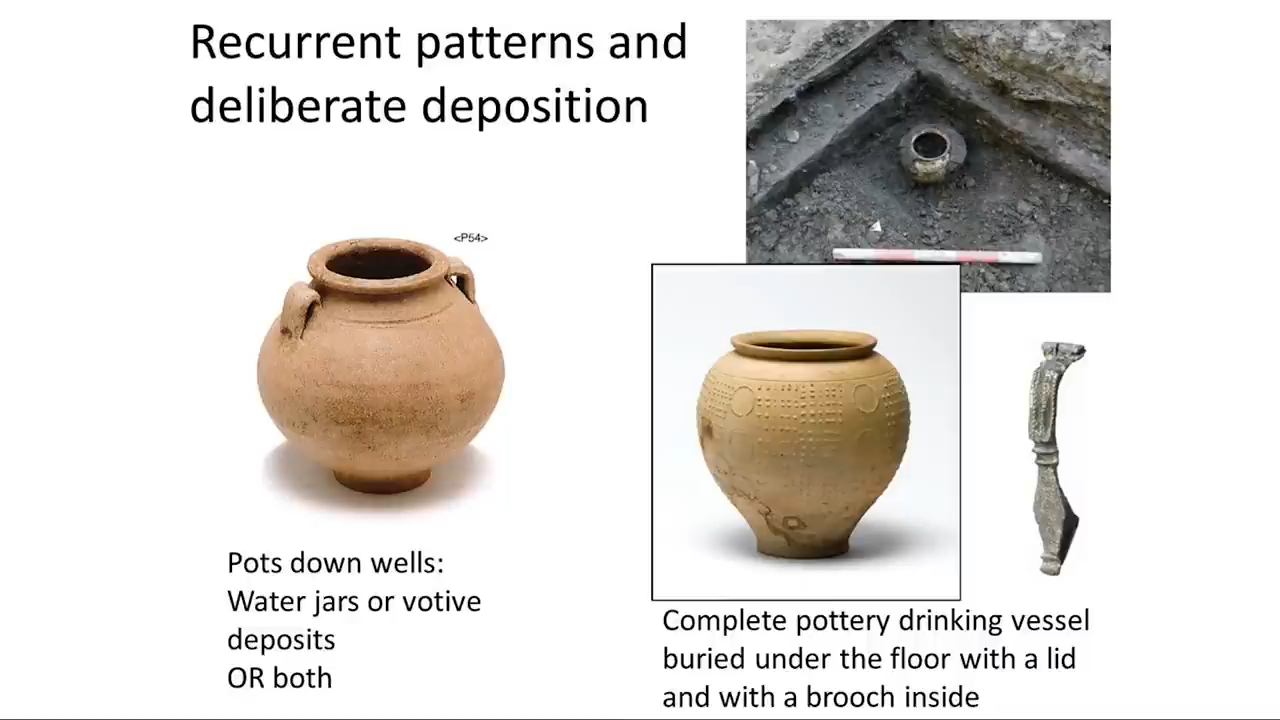 Recurrent patterns and
deliberate deposition
<P54>
Pots down wells:
Water jars or votive
deposits
OR both
Complete pottery drinking vessel
buried under the floor with a lid
and with a brooch inside